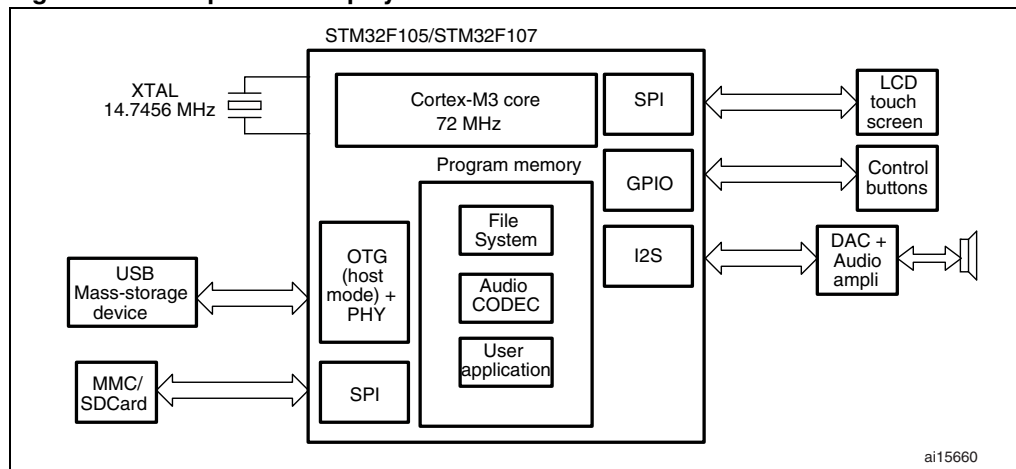 STM32F105/STM32F107
XTAL
14.7456 MHz
Cortex-M3 core
72 MHz
SPI
LCD
touch
screen
Program memory
GPIO
Control
buttons
File
System
I2S
DAC +
Audio
ampli
OTG
(host
mode) +
PHY
USB
Mass-storage
device
Audio
CODEC
User
application
MMC/
SDCard
SPI
ai15660